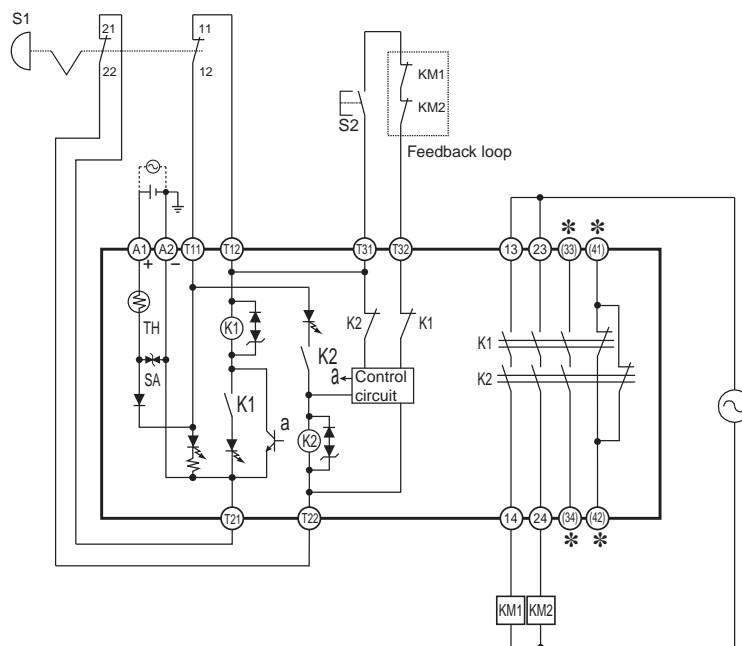 S1
21
11
22
12
KM1
KM2
S2
Feedback loop
A1
A2
T11
T12
T31
T32
13
23
(33)
(41)
+
−
*
*
K1
K2
K1
TH
K2
K1
SA
a
Control
circuit
K2
K1
a
K2
T21
T22
14
24
(34)
(42)
*
*
KM1
KM2